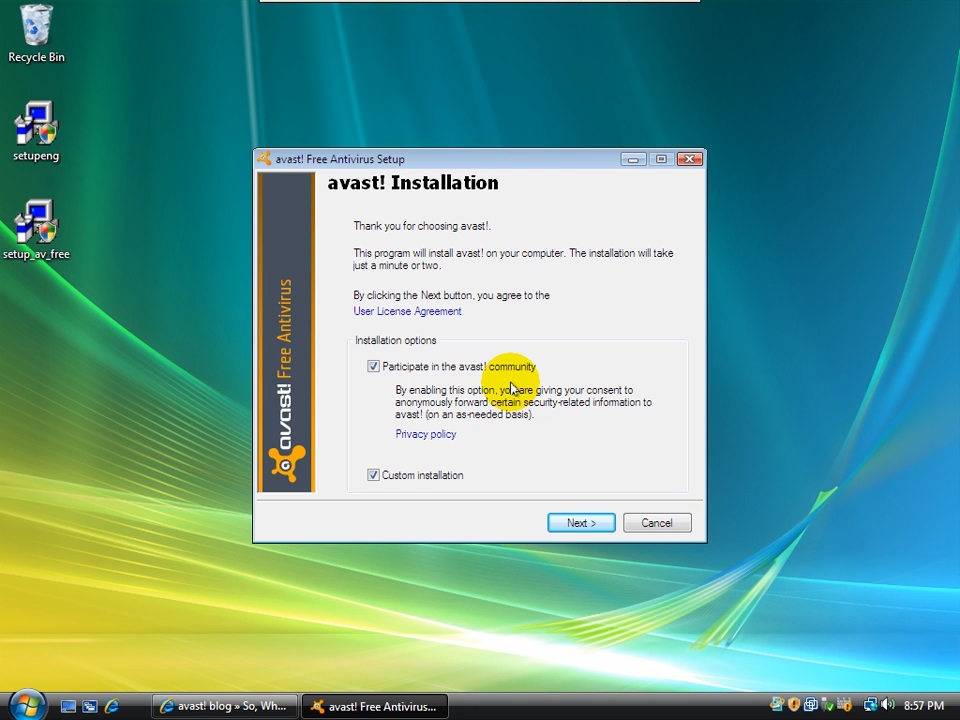 Recycle Bin
setupeng
setup_av_free
avast! Free Antivirus Setup
avast! Installation
Thank you for choosing avast!.
This program will install avast! on your computer. The installation will take
just a minute or two.
By clicking the Next button, you agree to the
User License Agreement
Installation options
Participate in the avast! community
By enabling this option, you are giving your consent to
anonymously forward certain security-related information to
avast! (on an as-needed basis).
Privacy policy
Custom installation
avast! Free Antivirus
Next >
Cancel
avast! blog » So, Wh...
avast! Free Antivirus...
8:57 PM